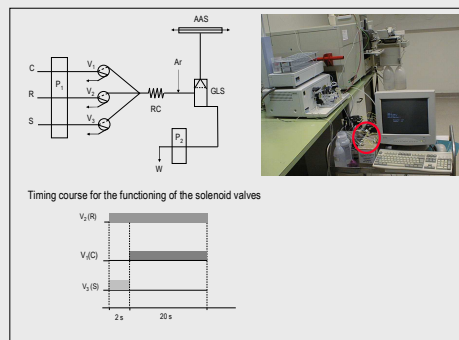 AAS
C
V1
Ar
P1
R
V2
GLS
RC
S
V3
P2
W
Timing course for the functioning of the solenoid valves
V2(R)
V1(C)
V3(S)
2 s
20 s